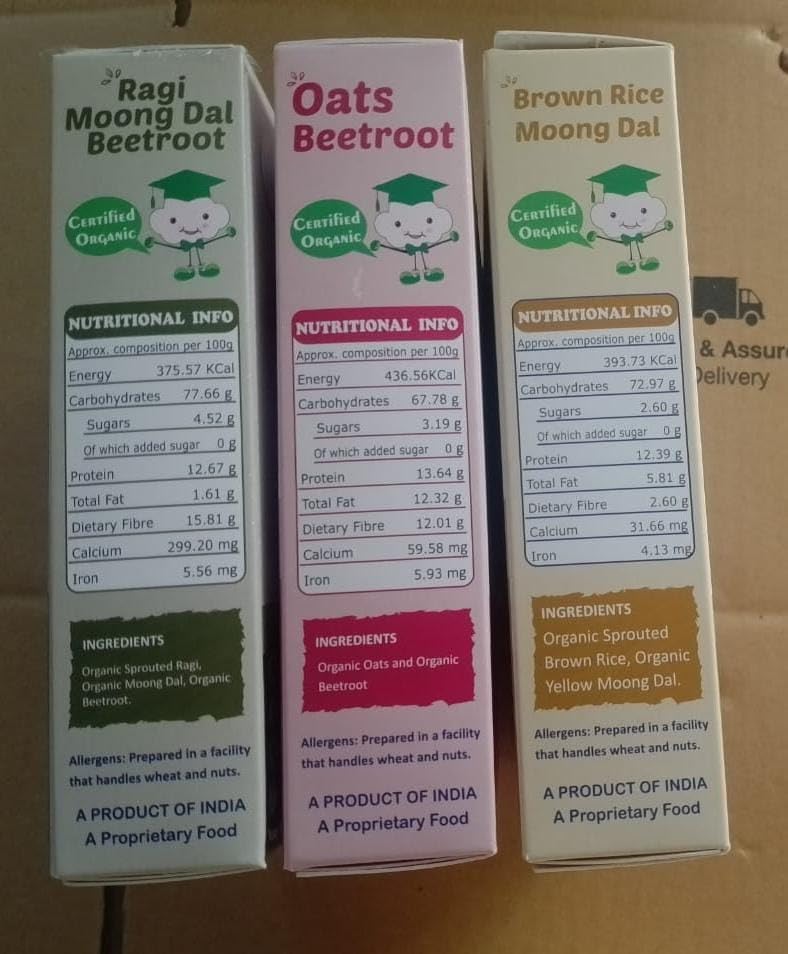 Ragi
Moong Dal
Beetroot
Certified
Organic
NUTRITIONAL INFO
Approx. composition per 100g
Energy 375.57 KCal
Carbohydrates 77.66 g
Sugars 4.52 g
Of which added sugar 0 g
Protein 12.67 g
Total Fat 1.61 g
Dietary Fibre 15.81 g
Calcium 299.20 mg
Iron 5.56 mg
INGREDIENTS
Organic Sprouted Ragi,
Organic Moong Dal, Organic
Beetroot.
Allergens: Prepared in a facility
that handles wheat and nuts.
A PRODUCT OF INDIA
A Proprietary Food
Oats
Beetroot
Certified
Organic
NUTRITIONAL INFO
Approx. composition per 100g
Energy 436.56KCal
Carbohydrates 67.78 g
Sugars 3.19 g
Of which added sugar 0 g
Protein 13.64 g
Total Fat 12.32 g
Dietary Fibre 12.01 g
Calcium 59.58 mg
Iron 5.93 mg
INGREDIENTS
Organic Oats and Organic
Beetroot
Allergens: Prepared in a facility
that handles wheat and nuts.
A PRODUCT OF INDIA
A Proprietary Food
Brown Rice
Moong Dal
Certified
Organic
NUTRITIONAL INFO
Approx. composition per 100g
Energy 393.73 KCal
Carbohydrates 72.97 g
Sugars 2.60 g
Of which added sugar 0 g
Protein 12.39 g
Total Fat 5.81 g
Dietary Fibre 2.60 g
Calcium 31.66 mg
Iron 4.13 mg
INGREDIENTS
Organic Sprouted
Brown Rice, Organic
Yellow Moong Dal.
Allergens: Prepared in a facility
that handles wheat and nuts.
A PRODUCT OF INDIA
A Proprietary Food
& Assur
Delivery